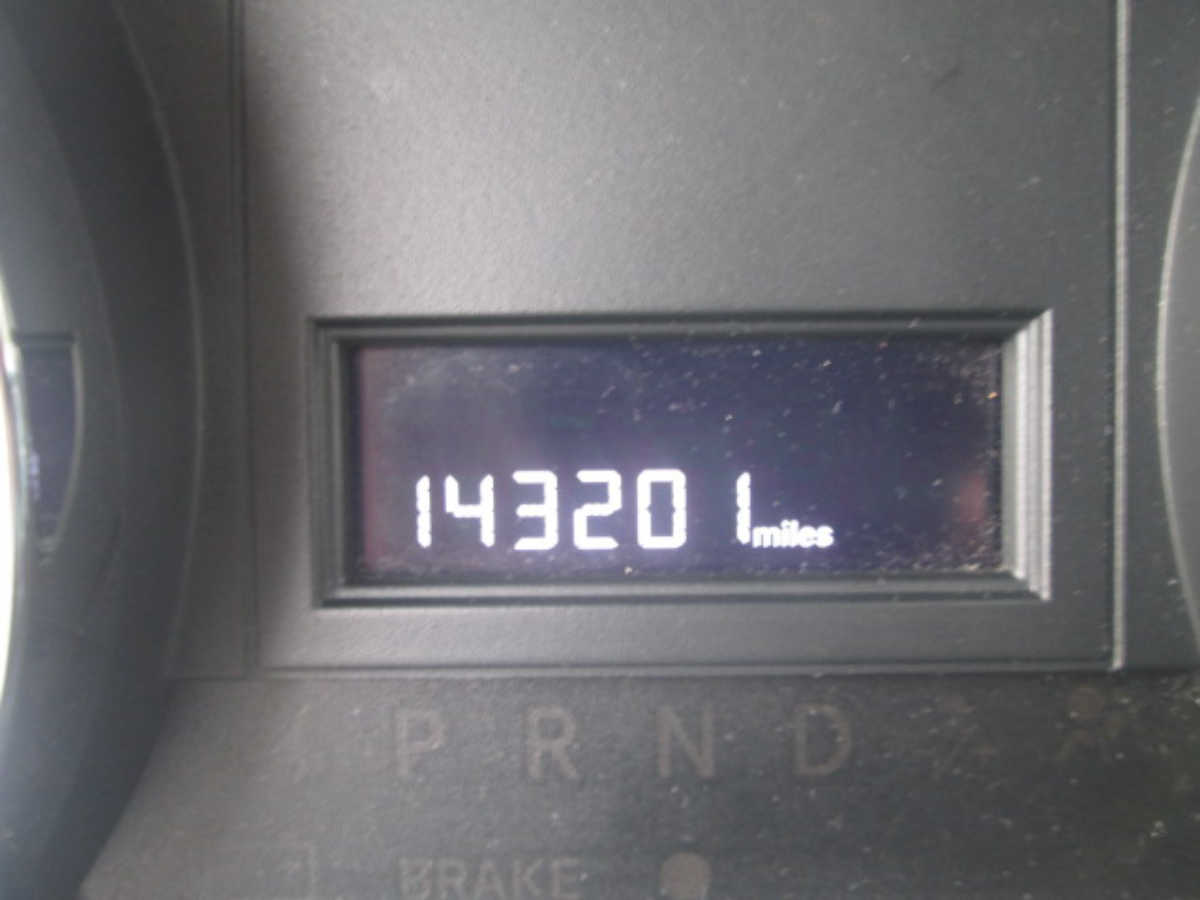 143201 miles
P R N D
BRAKE